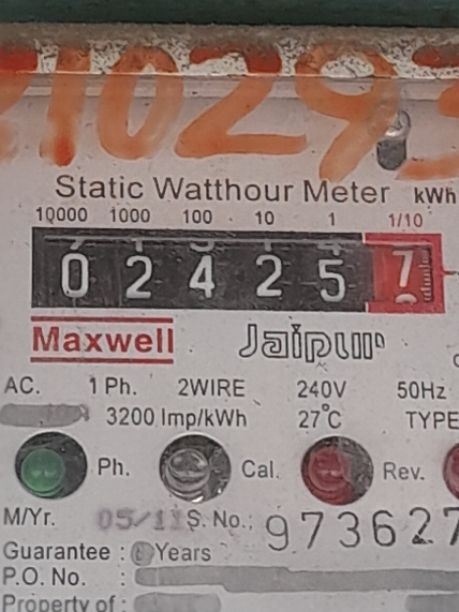 210293
Static Watthour Meter kWh
10000 1000 100 10 1 1/10
0 2 4 2 5 7
Maxwell Jaipur
AC. 1 Ph. 2WIRE 240V 50Hz
3200 Imp/kWh 27°C TYPE
Ph. Cal. Rev.
M/Yr. 05/11 S. No.: 973627
Guarantee : Years
P.O. No. :
Property of :